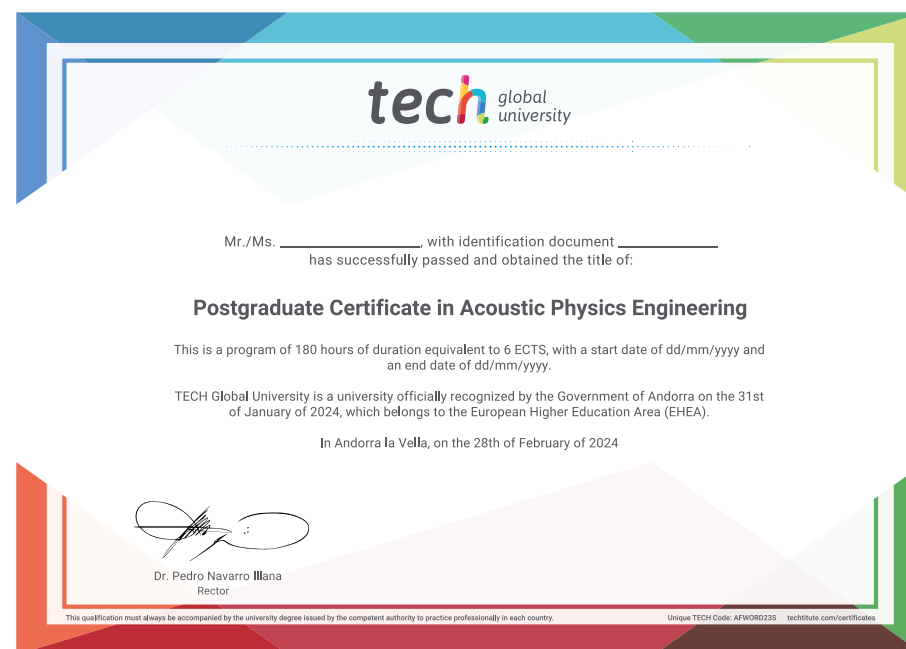 tech global
university
Mr./Ms. ____________________, with identification document ______________
has successfully passed and obtained the title of:
Postgraduate Certificate in Acoustic Physics Engineering
This is a program of 180 hours of duration equivalent to 6 ECTS, with a start date of dd/mm/yyyy and
an end date of dd/mm/yyyy.
TECH Global University is a university officially recognized by the Government of Andorra on the 31st
of January of 2024, which belongs to the European Higher Education Area (EHEA).
In Andorra la Vella, on the 28th of February of 2024
Dr. Pedro Navarro Illana
Rector
This qualification must always be accompanied by the university degree issued by the competent authority to practice professionally in each country.
Unique TECH Code: AFWORD23S techtitute.com/certificates